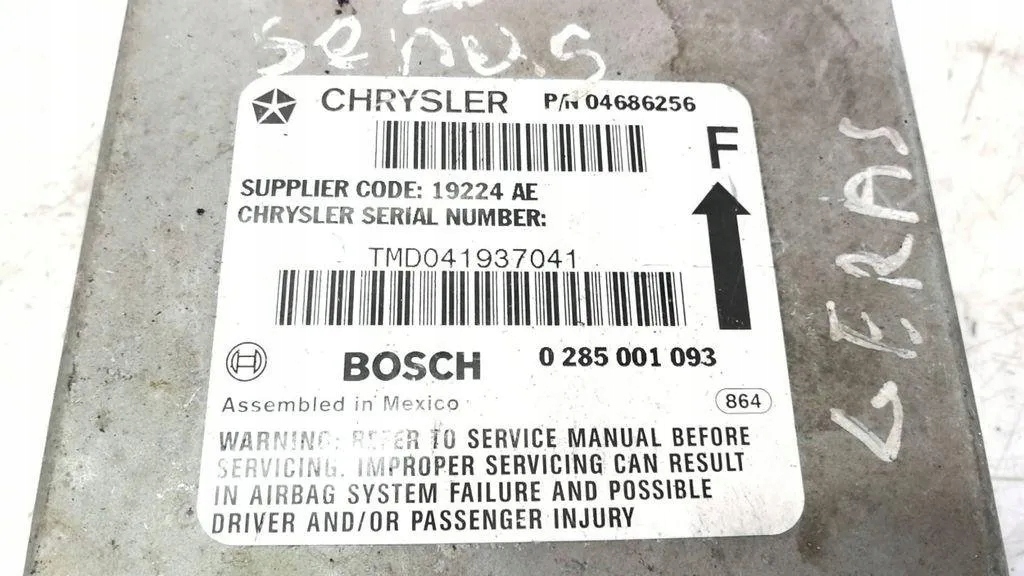 senus
CHRYSLER P/N 04686256
F
SUPPLIER CODE: 19224 AE
CHRYSLER SERIAL NUMBER:
TMD041937041
BOSCH 0 285 001 093
Assembled in Mexico 864
WARNING: REFER TO SERVICE MANUAL BEFORE
SERVICING. IMPROPER SERVICING CAN RESULT
IN AIRBAG SYSTEM FAILURE AND POSSIBLE
DRIVER AND/OR PASSENGER INJURY
GERAS